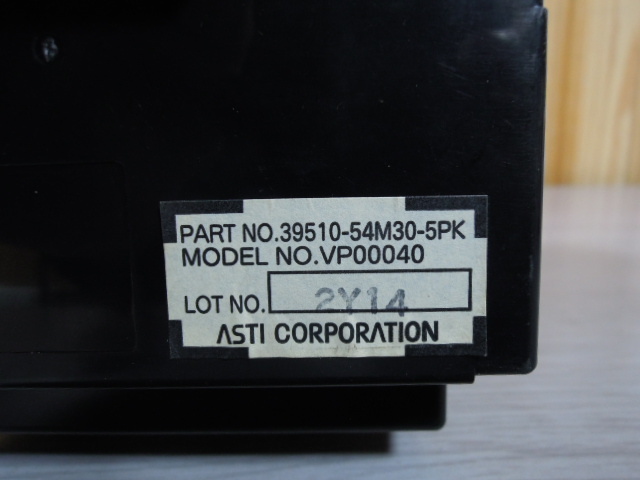 PART NO.39510-54M30-5PK
MODEL NO.VP00040
LOT NO. 2Y14
ASTI CORPORATION